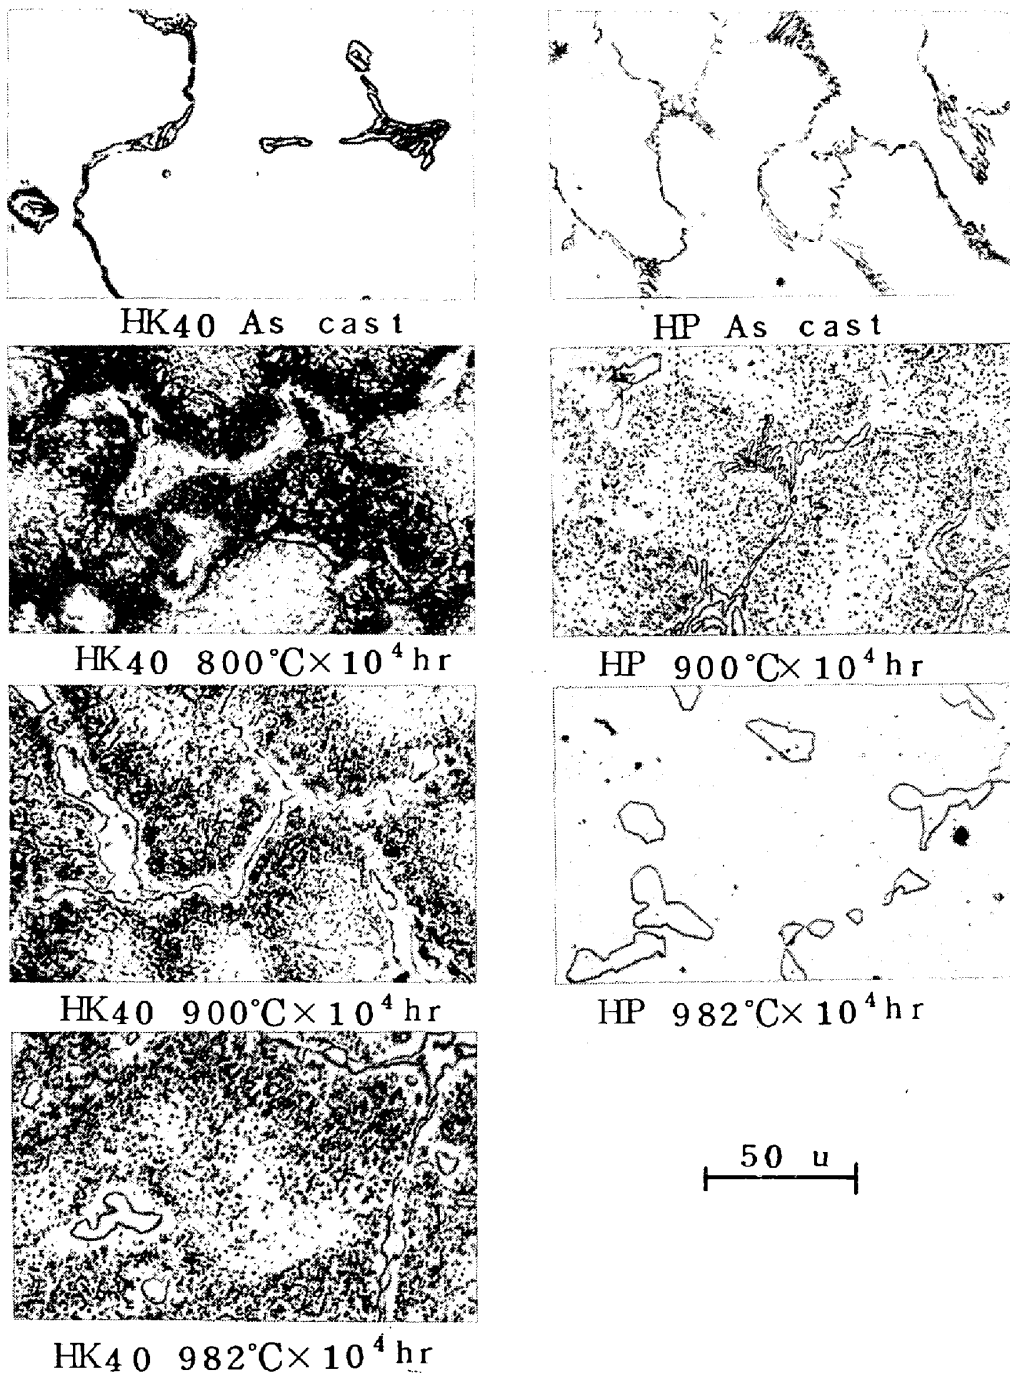 HK40 As cast
HP As cast
HK40 800°C×10⁴hr
HP 900°C×10⁴hr
HK40 900°C×10⁴hr
HP 982°C×10⁴hr
50 u
HK40 982°C×10⁴hr